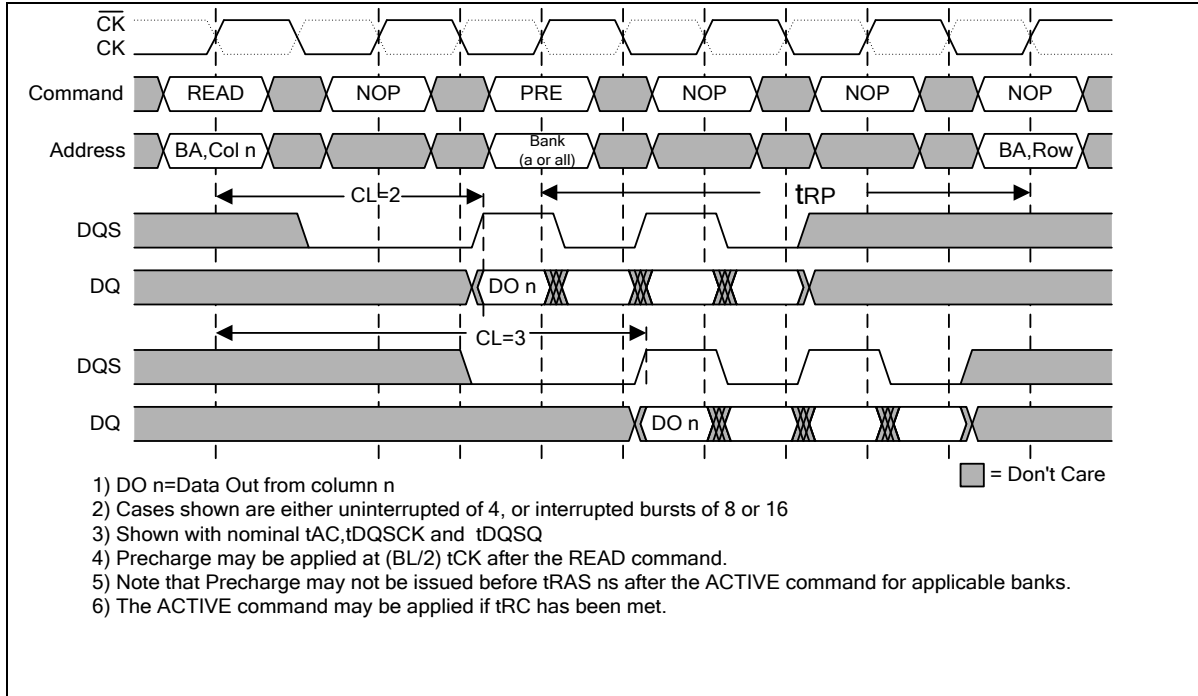 CK
CK
Command READ NOP PRE NOP NOP NOP
Address BA,Col n Bank (a or all) BA,Row
CL=2 tRP
DQS
DQ DO n
CL=3
DQS
DQ DO n
= Don't Care
1) DO n=Data Out from column n
2) Cases shown are either uninterrupted of 4, or interrupted bursts of 8 or 16
3) Shown with nominal tAC,tDQSCK and tDQSQ
4) Precharge may be applied at (BL/2) tCK after the READ command.
5) Note that Precharge may not be issued before tRAS ns after the ACTIVE command for applicable banks.
6) The ACTIVE command may be applied if tRC has been met.